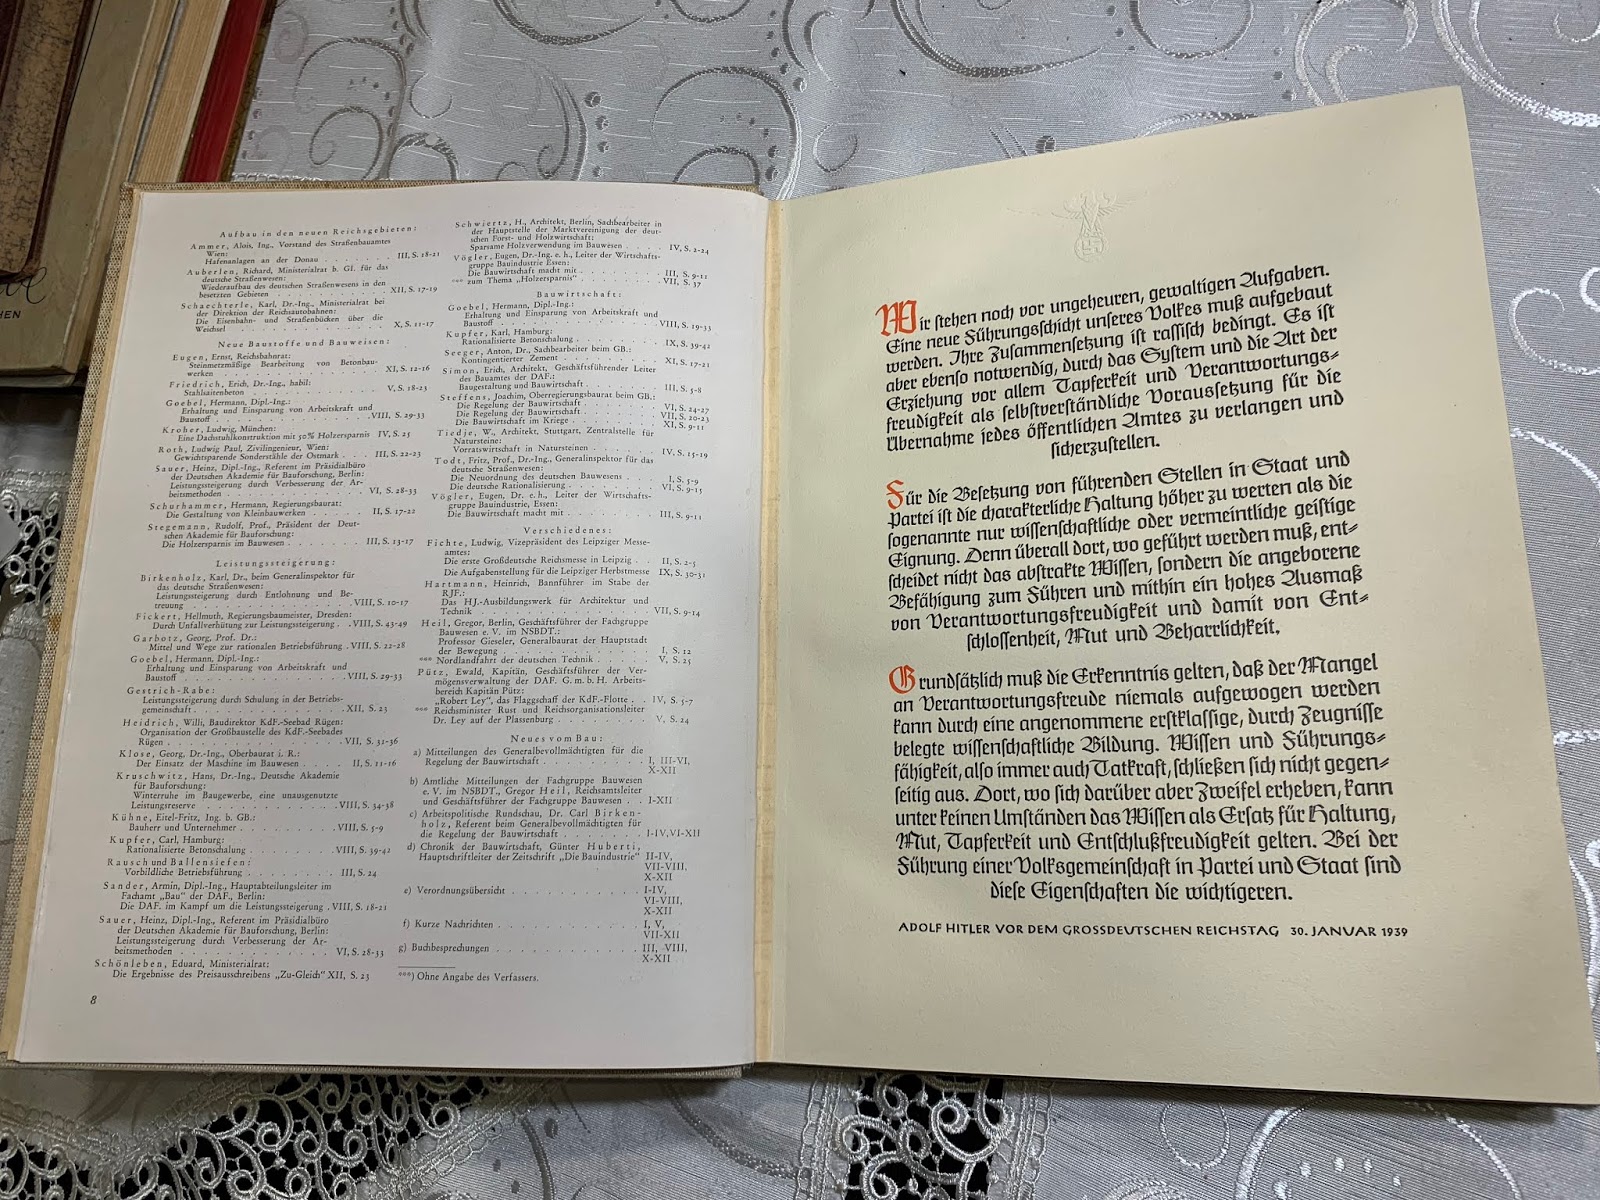 CHEN
Aufbau in den neuen Reichsgebieten:
Ammer, Alois, Ing., Vorstand des Straßenbauamtes
Wien:
Hafenanlagen an der Donau . . . . . . . III, S. 18-21
Auberlen, Richard, Ministerialrat b. GI. für das
deutsche Straßenwesen:
Wiederaufbau des deutschen Straßenwesens in den
besetzten Gebieten . . . . . . . . . . XII, S. 17-19
Schaechterle, Karl, Dr.-Ing., Ministerialrat bei
der Direktion der Reichsautobahnen:
Die Eisenbahn- und Straßenbücken über die
Weichsel . . . . . . . . . . X, S. 11-17
Neue Baustoffe und Bauweisen:
Eugen, Ernst, Reichsbahnrat:
Steinmetzmäßige Bearbeitung von Betonbau-
werken . . . . . . . . . . XI, S. 12-16
Friedrich, Erich, Dr.-Ing., habil:
Stahlsaitenbeton . . . . . . . . . . V, S. 18-23
Goebel, Hermann, Dipl.-Ing.:
Erhaltung und Einsparung von Arbeitskraft und
Baustoff . . . . . . . . . . VIII, S. 29-33
Kroher, Ludwig, München:
Eine Dachstuhlkonstruktion mit 50% Holzersparnis IV, S. 25
Roth, Ludwig Paul, Zivilingenieur, Wien:
Gewichtsparende Sonderstähle der Ostmark . . III, S. 22-23
Sauer, Heinz, Dipl.-Ing., Referent im Präsidialbüro
der Deutschen Akademie für Bauforschung, Berlin:
Leistungssteigerung durch Verbesserung der Ar-
beitsmethoden . . . . . . . . . . VI, S. 28-33
Schurhammer, Hermann, Regierungsbaurat:
Die Gestaltung von Kleinbauwerken . . . . II, S. 17-22
Stegemann, Rudolf, Prof., Präsident der Deut-
schen Akademie für Bauforschung:
Die Holzersparnis im Bauwesen . . . . . III, S. 13-17
Leistungssteigerung:
Birkenholz, Karl, Dr., beim Generalinspektor für
das deutsche Straßenwesen:
Leistungssteigerung durch Entlohnung und Be-
treuung . . . . . . . . . . VIII, S. 10-17
Fickert, Hellmuth, Regierungsbaumeister, Dresden:
Durch Unfallverhütung zur Leistungssteigerung . VIII, S. 43-49
Garbotz, Georg, Prof. Dr.:
Mittel und Wege zur rationalen Betriebsführung . VIII, S. 22-28
Goebel, Hermann, Dipl.-Ing.:
Erhaltung und Einsparung von Arbeitskraft und
Baustoff . . . . . . . . . . VIII, S. 29-33
Gestrich-Rabe:
Leistungssteigerung durch Schulung in der Betriebs-
gemeinschaft . . . . . . . . . . XII, S. 23
Heidrich, Willi, Baudirektor KdF.-Seebad Rügen:
Organisation der Großbaustelle des KdF.-Seebades
Rügen . . . . . . . . . . VII, S. 31-36
Klose, Georg, Dr.-Ing., Oberbaurat i. R.:
Der Einsatz der Maschine im Bauwesen . . . II, S. 11-16
Kruschwitz, Hans, Dr.-Ing., Deutsche Akademie
für Bauforschung:
Winterruhe im Baugewerbe, eine unausgenutzte
Leistungsreserve . . . . . . . . . . VIII, S. 34-38
Kühne, Eitel-Fritz, Ing. b. GB.:
Bauherr und Unternehmer . . . . . . . VIII, S. 5-9
Kupfer, Carl, Hamburg:
Rationalisierte Betonschalung . . . . . . VIII, S. 39-42
Rausch und Ballensiefen:
Vorbildliche Betriebsführung . . . . . . III, S. 24
Sander, Armin, Dipl.-Ing., Hauptabteilungsleiter im
Fachamt „Bau" der DAF., Berlin:
Die DAF. im Kampf um die Leistungssteigerung . VIII, S. 18-21
Sauer, Heinz, Dipl.-Ing., Referent im Präsidialbüro
der Deutschen Akademie für Bauforschung, Berlin:
Leistungssteigerung durch Verbesserung der Ar-
beitsmethoden . . . . . . . . . . VI, S. 28-33
Schönleben, Eduard, Ministerialrat:
Die Ergebnisse des Preisausschreibens „Zu-Gleich" XII, S. 23
8
Schwiertz, H., Architekt, Berlin, Sachbearbeiter in
der Hauptstelle der Marktvereinigung der deut-
schen Forst- und Holzwirtschaft:
Sparsame Holzverwendung im Bauwesen . . . . IV, S. 2-24
Vögler, Eugen, Dr.-Ing. e. h., Leiter der Wirtschafts-
gruppe Bauindustrie Essen:
Die Bauwirtschaft macht mit . . . . . . . III, S. 9-11
°°° zum Thema „Holzersparnis" . . . . . . VII, S. 37
Bauwirtschaft:
Goebel, Hermann, Dipl.-Ing.:
Erhaltung und Einsparung von Arbeitskraft und
Baustoff . . . . . . . . . . VIII, S. 19-33
Kupfer, Karl, Hamburg:
Rationalisierte Betonschalung . . . . . . IX, S. 39-42
Seeger, Anton, Dr., Sachbearbeiter beim GB.:
Kontingentierter Zement . . . . . . . XI, S. 17-21
Simon, Erich, Architekt, Geschäftsführender Leiter
des Bauamtes der DAF.:
Baugestaltung und Bauwirtschaft . . . . . III, S. 5-8
Steffens, Joachim, Oberregierungsbaurat beim GB.:
Die Regelung der Bauwirtschaft . . . . . VI, S. 24-27
Die Regelung der Bauwirtschaft . . . . . VII, S. 20-23
Die Bauwirtschaft im Kriege . . . . . . XI, S. 9-11
Tiedje, W., Architekt, Stuttgart, Zentralstelle für
Natursteine:
Vorratswirtschaft in Natursteinen . . . . IV, S. 15-19
Todt, Fritz, Prof., Dr.-Ing., Generalinspektor für das
deutsche Straßenwesen:
Die Neuordnung des deutschen Bauwesens . . . I, S. 5-9
Die deutsche Rationalisierung . . . . . . VI, S. 9-15
Vögler, Eugen, Dr. e. h., Leiter der Wirtschafts-
gruppe Bauindustrie, Essen:
Die Bauwirtschaft macht mit . . . . . . III, S. 9-11
Verschiedenes:
Fichte, Ludwig, Vizepräsident des Leipziger Messe-
amtes:
Die erste Großdeutsche Reichsmesse in Leipzig . . II, S. 2-5
Die Aufgabenstellung für die Leipziger Herbstmesse IX, S. 30-31
Hartmann, Heinrich, Bannführer im Stabe der
RJF.:
Das HJ.-Ausbildungswerk für Architektur und
Technik . . . . . . . . . . VII, S. 9-14
Heil, Gregor, Berlin, Geschäftsführer der Fachgruppe
Bauwesen e. V. im NSBDT.:
Professor Gieseler, Generalbaurat der Hauptstadt
der Bewegung . . . . . . . . . . I, S. 12
°°° Nordlandfahrt der deutschen Technik . . . . V, S. 25
Pütz, Ewald, Kapitän, Geschäftsführer der Ver-
mögensverwaltung der DAF. G. m. b. H. Arbeits-
bereich Kapitän Pütz:
„Robert Ley", das Flaggschaff der KdF.-Flotte . . IV, S. 5-7
°°° Reichsminister Rust und Reichsorganisationsleiter
Dr. Ley auf der Plassenburg . . . . . . V, S. 24
Neues vom Bau:
a) Mitteilungen des Generalbevollmächtigten für die
Regelung der Bauwirtschaft . . . . . . I, III-VI,
X-XII
b) Amtliche Mitteilungen der Fachgruppe Bauwesen
e. V. im NSBDT., Gregor Heil, Reichsamtsleiter
und Geschäftsführer der Fachgruppe Bauwesen . . I-XII
c) Arbeitspolitische Rundschau, Dr. Carl Birken-
holz, Referent beim Generalbevollmächtigten für
die Regelung der Bauwirtschaft . . . . . I-IV, VI-XII
d) Chronik der Bauwirtschaft, Günther Huberti,
Hauptschriftleiter der Zeitschrift „Die Bauindustrie" II-IV,
VII-VIII,
X-XII
e) Verordnungsübersicht . . . . . . . . I-IV,
VI-VIII,
X-XII
f) Kurze Nachrichten . . . . . . . . . I, V,
VII-XII
g) Buchbesprechungen . . . . . . . . . III, VIII,
X-XII
°°°) Ohne Angabe des Verfassers.
Wir stehen noch vor ungeheuren, gewaltigen Aufgaben.
Eine neue Führungsschicht unseres Volkes muß aufgebaut
werden. Ihre Zusammensetzung ist rassisch bedingt. Es ist
aber ebenso notwendig, durch das System und die Art der
Erziehung vor allem Tapferkeit und Verantwortungs-
freudigkeit als selbstverständliche Voraussetzung für die
Übernahme jedes öffentlichen Amtes zu verlangen und
sicherzustellen.
Für die Besetzung von führenden Stellen in Staat und
Partei ist die charakterliche Haltung höher zu werten als die
sogenannte nur wissenschaftliche oder vermeintliche geistige
Eignung. Denn überall dort, wo geführt werden muß, ent-
scheidet nicht das abstrakte Wissen, sondern die angeborene
Befähigung zum Führen und mithin ein hohes Ausmaß
von Verantwortungsfreudigkeit und damit von Ent-
schlossenheit, Mut und Beharrlichkeit.
Grundsätzlich muß die Erkenntnis gelten, daß der Mangel
an Verantwortungsfreude niemals aufgewogen werden
kann durch eine angenommene erstklassige, durch Zeugnisse
belegte wissenschaftliche Bildung. Wissen und Führungs-
fähigkeit, also immer auch Tatkraft, schließen sich nicht gegen-
seitig aus. Dort, wo sich darüber aber Zweifel erheben, kann
unter keinen Umständen das Wissen als Ersatz für Haltung,
Mut, Tapferkeit und Entschlußfreudigkeit gelten. Bei der
Führung einer Volksgemeinschaft in Partei und Staat sind
diese Eigenschaften die wichtigeren.
ADOLF HITLER VOR DEM GROSSDEUTSCHEN REICHSTAG 30. JANUAR 1939